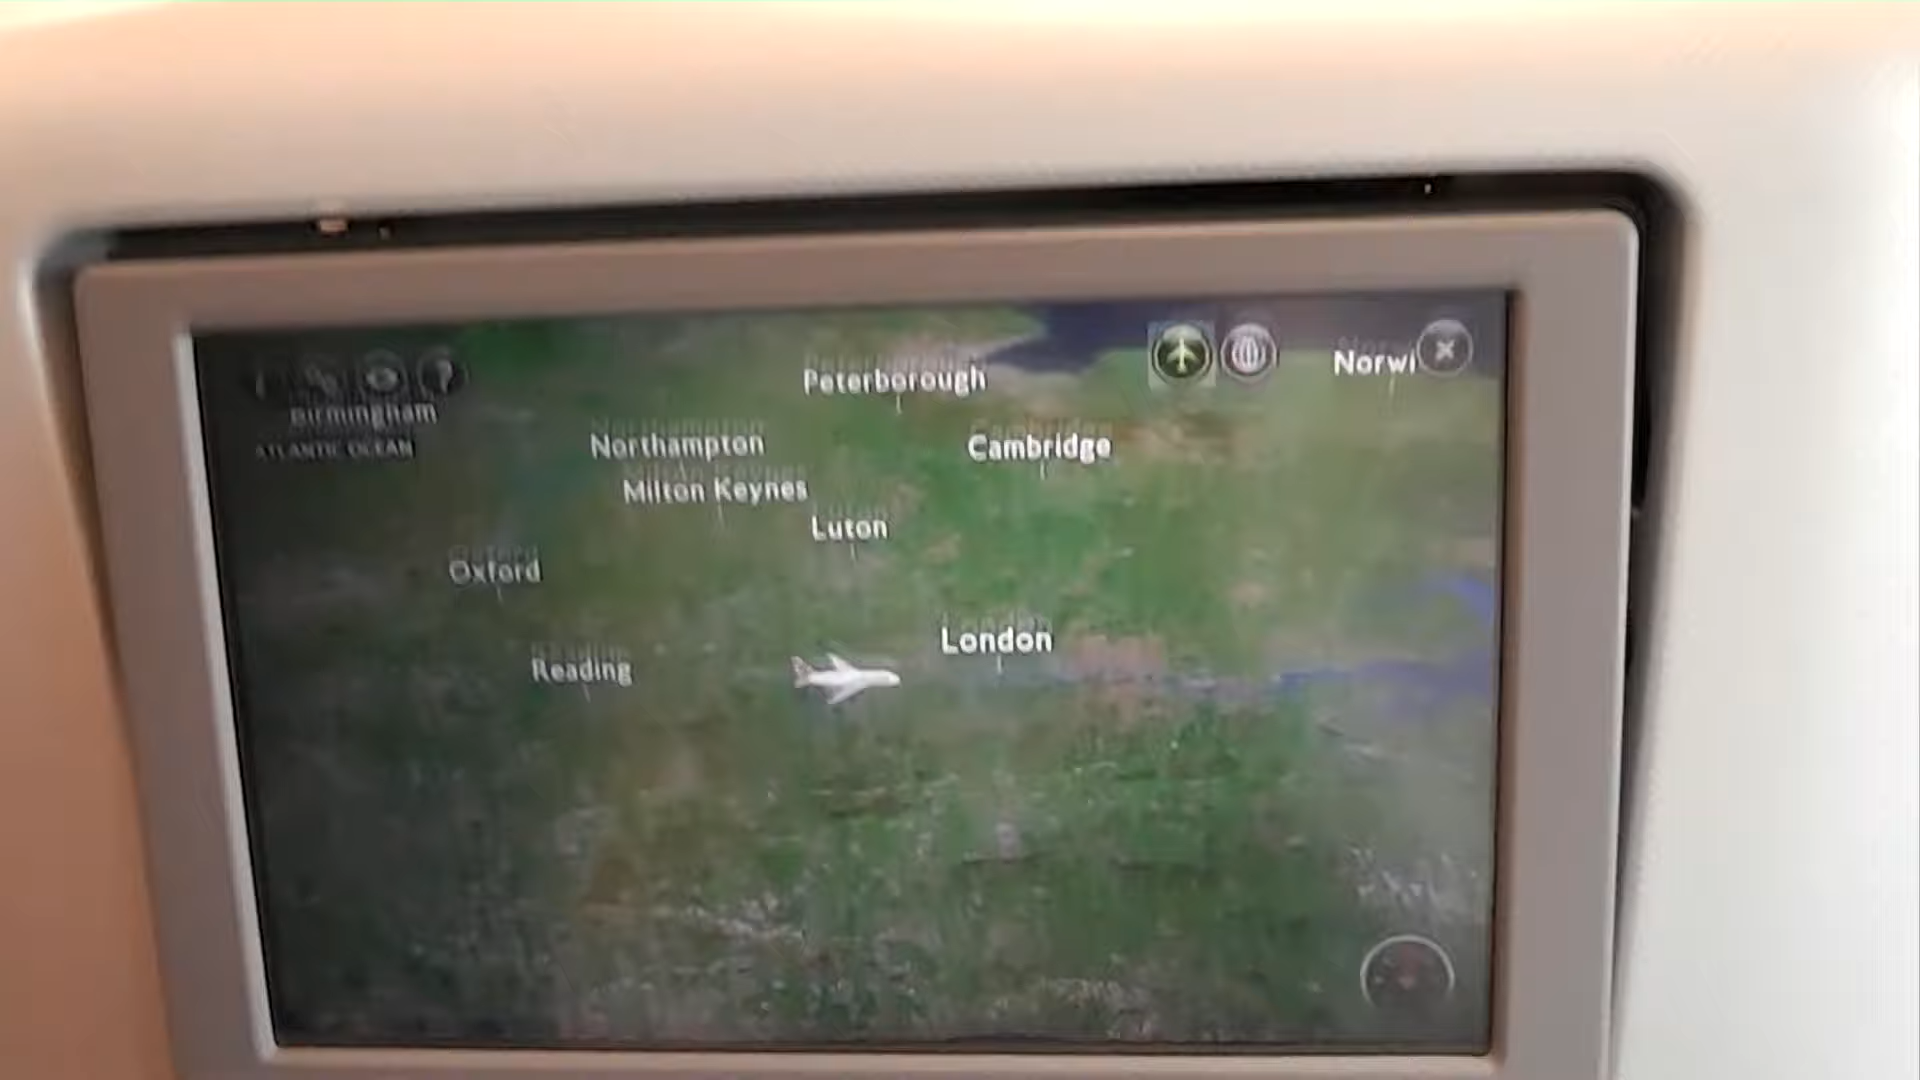 Peterborough
Norwi
Birmingham
ATLANTIC OCEAN
Northampton
Cambridge
Milton Keynes
Luton
Oxford
London
Reading